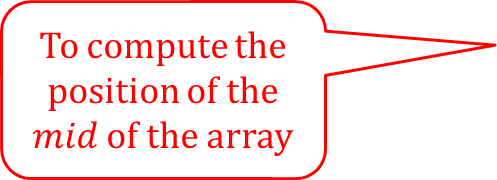 To compute the
position of the
mid of the array